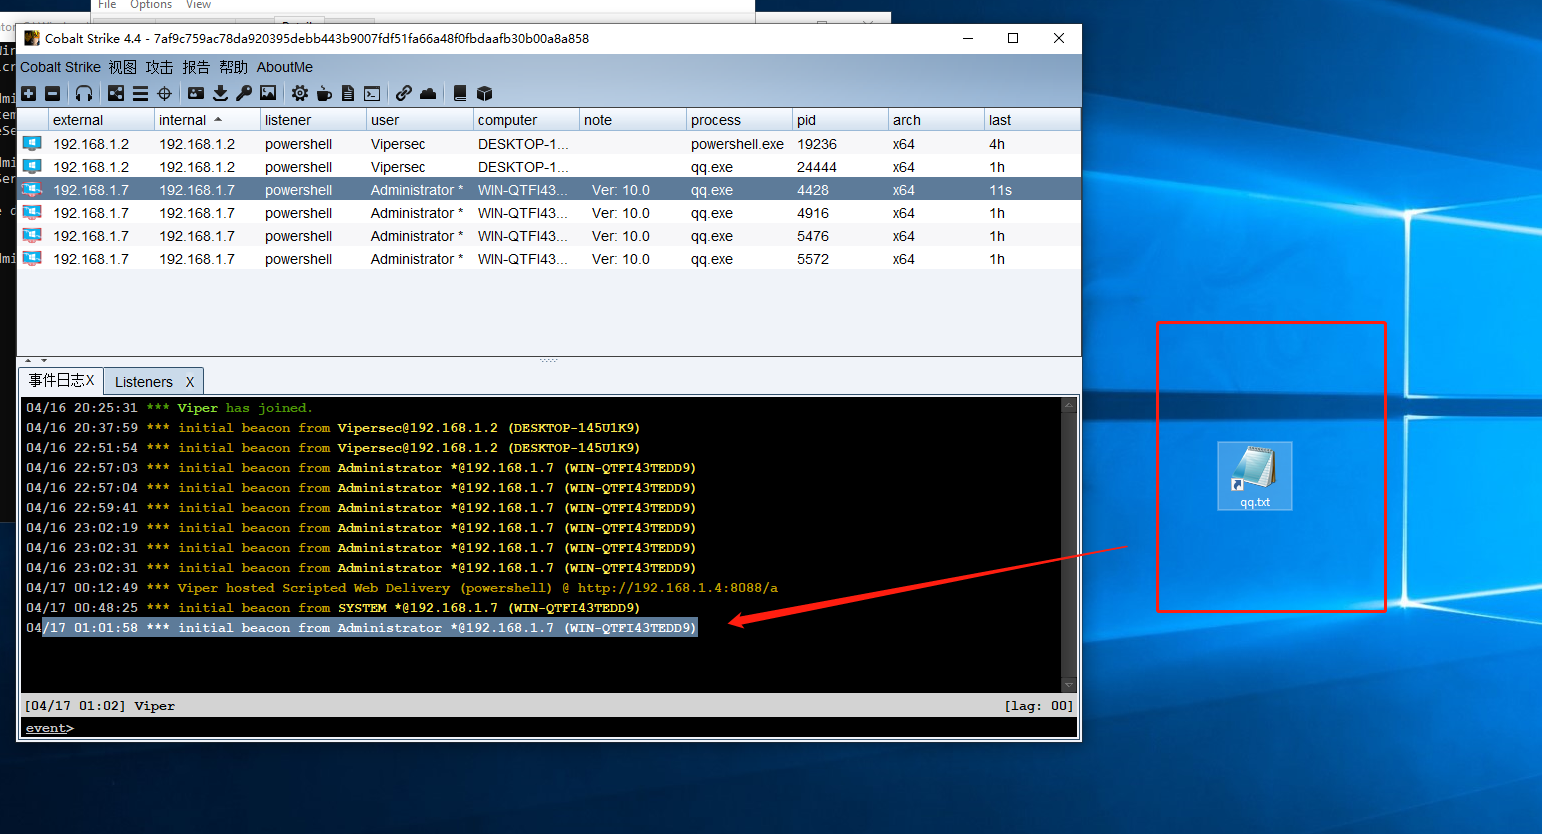 File Options View
Cobalt Strike 4.4 - 7af9c759ac78da920395debb443b9007fdf51fa66a48f0fbdaafb30b00a8a858
Cobalt Strike 视图 攻击 报告 帮助 AboutMe
external internal listener user computer note process pid arch last
192.168.1.2 192.168.1.2 powershell Vipersec DESKTOP-1... powershell.exe 19236 x64 4h
192.168.1.2 192.168.1.2 powershell Vipersec DESKTOP-1... qq.exe 24444 x64 1h
192.168.1.7 192.168.1.7 powershell Administrator * WIN-QTFI43... Ver: 10.0 qq.exe 4428 x64 11s
192.168.1.7 192.168.1.7 powershell Administrator * WIN-QTFI43... Ver: 10.0 qq.exe 4916 x64 1h
192.168.1.7 192.168.1.7 powershell Administrator * WIN-QTFI43... Ver: 10.0 qq.exe 5476 x64 1h
192.168.1.7 192.168.1.7 powershell Administrator * WIN-QTFI43... Ver: 10.0 qq.exe 5572 x64 1h
事件日志X Listeners X
04/16 20:25:31 *** Viper has joined.
04/16 20:37:59 *** initial beacon from Vipersec@192.168.1.2 (DESKTOP-145U1K9)
04/16 22:51:54 *** initial beacon from Vipersec@192.168.1.2 (DESKTOP-145U1K9)
04/16 22:57:03 *** initial beacon from Administrator *@192.168.1.7 (WIN-QTFI43TEDD9)
04/16 22:57:04 *** initial beacon from Administrator *@192.168.1.7 (WIN-QTFI43TEDD9)
04/16 22:59:41 *** initial beacon from Administrator *@192.168.1.7 (WIN-QTFI43TEDD9)
04/16 23:02:19 *** initial beacon from Administrator *@192.168.1.7 (WIN-QTFI43TEDD9)
04/16 23:02:31 *** initial beacon from Administrator *@192.168.1.7 (WIN-QTFI43TEDD9)
04/16 23:02:31 *** initial beacon from Administrator *@192.168.1.7 (WIN-QTFI43TEDD9)
04/17 00:12:49 *** Viper hosted Scripted Web Delivery (powershell) @ http://192.168.1.4:8088/a
04/17 00:48:25 *** initial beacon from SYSTEM *@192.168.1.7 (WIN-QTFI43TEDD9)
04/17 01:01:58 *** initial beacon from Administrator *@192.168.1.7 (WIN-QTFI43TEDD9)
[04/17 01:02] Viper [lag: 00]
event>
qq.txt